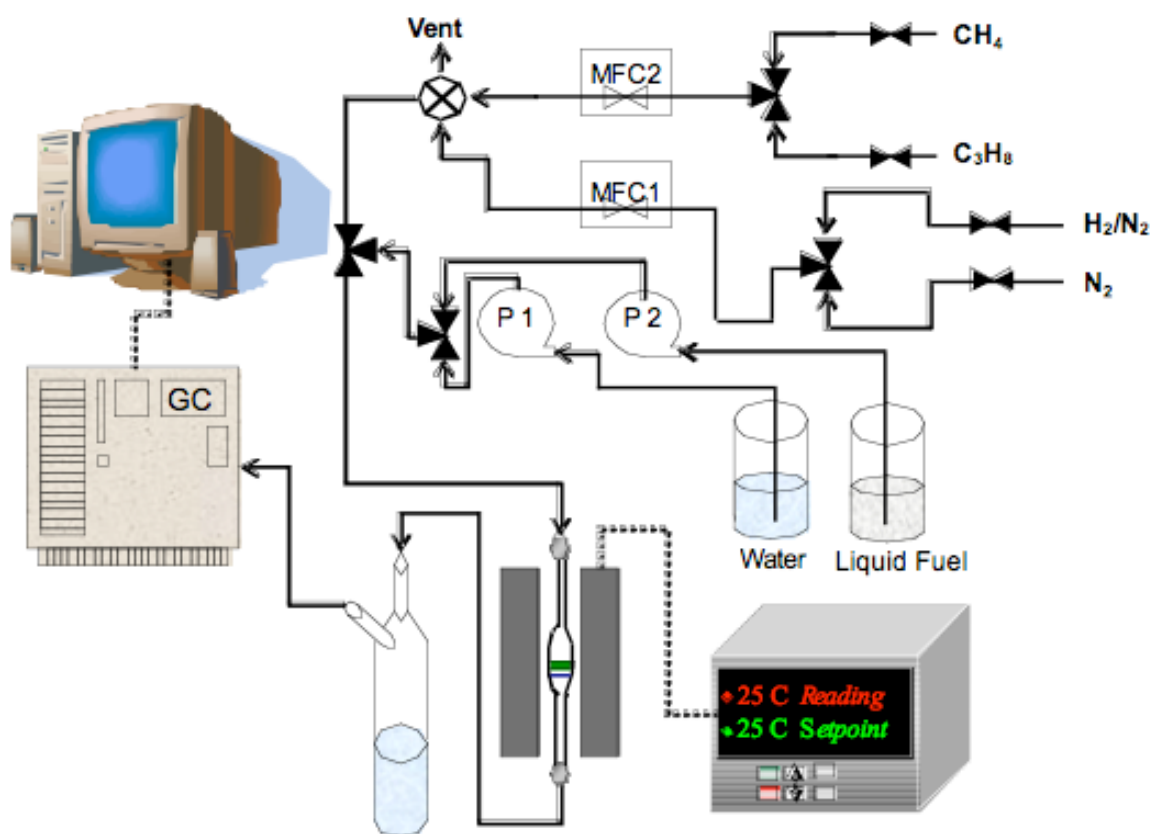 Vent
CH₄
MFC2
C₃H₈
MFC1
H₂/N₂
N₂
P 1
P 2
GC
Water
Liquid Fuel
25 C Reading
25 C Setpoint